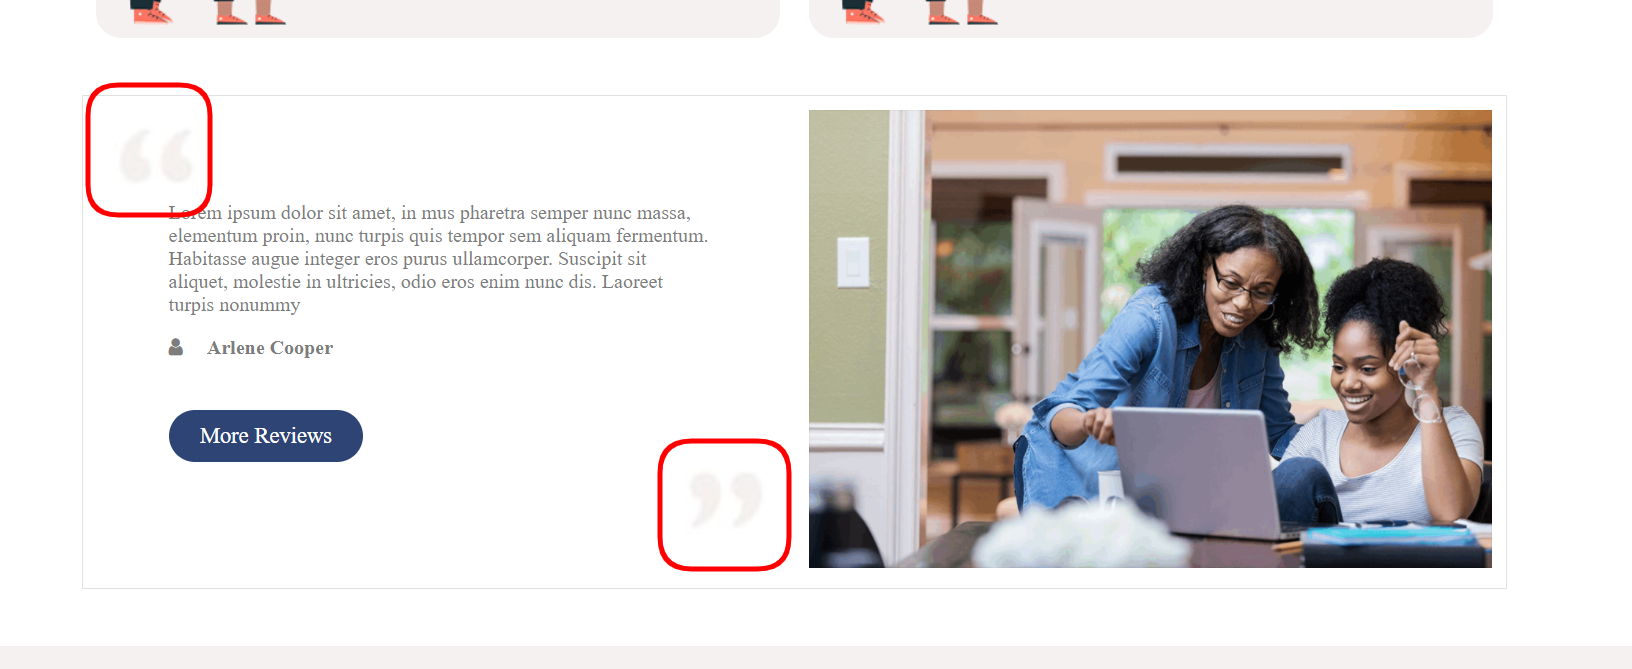 “
Lorem ipsum dolor sit amet, in mus pharetra semper nunc massa,
elementum proin, nunc turpis quis tempor sem aliquam fermentum.
Habitasse augue integer eros purus ullamcorper. Suscipit sit
aliquet, molestie in ultricies, odio eros enim nunc dis. Laoreet
turpis nonummy
Arlene Cooper
More Reviews
”